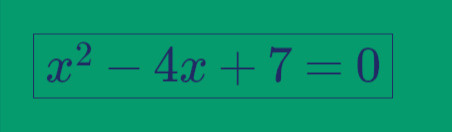 x² − 4x + 7 = 0